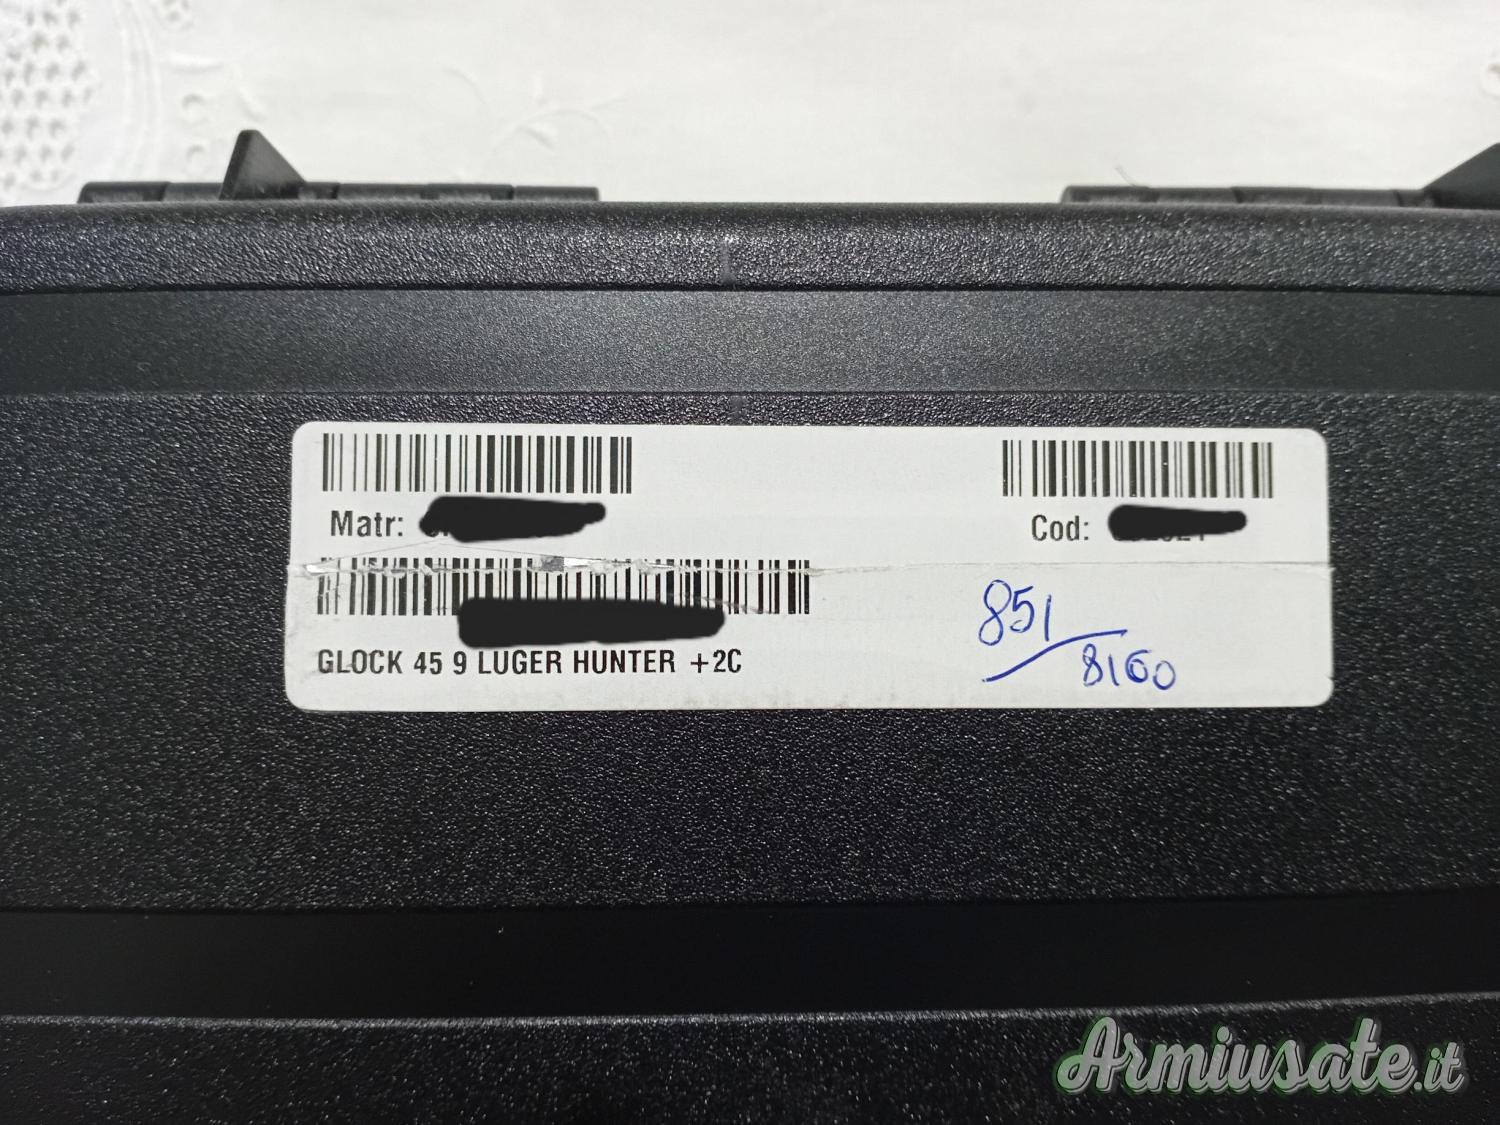 Matr:
Cod:
GLOCK 45 9 LUGER HUNTER +2C
851/8160
Armiusate.it